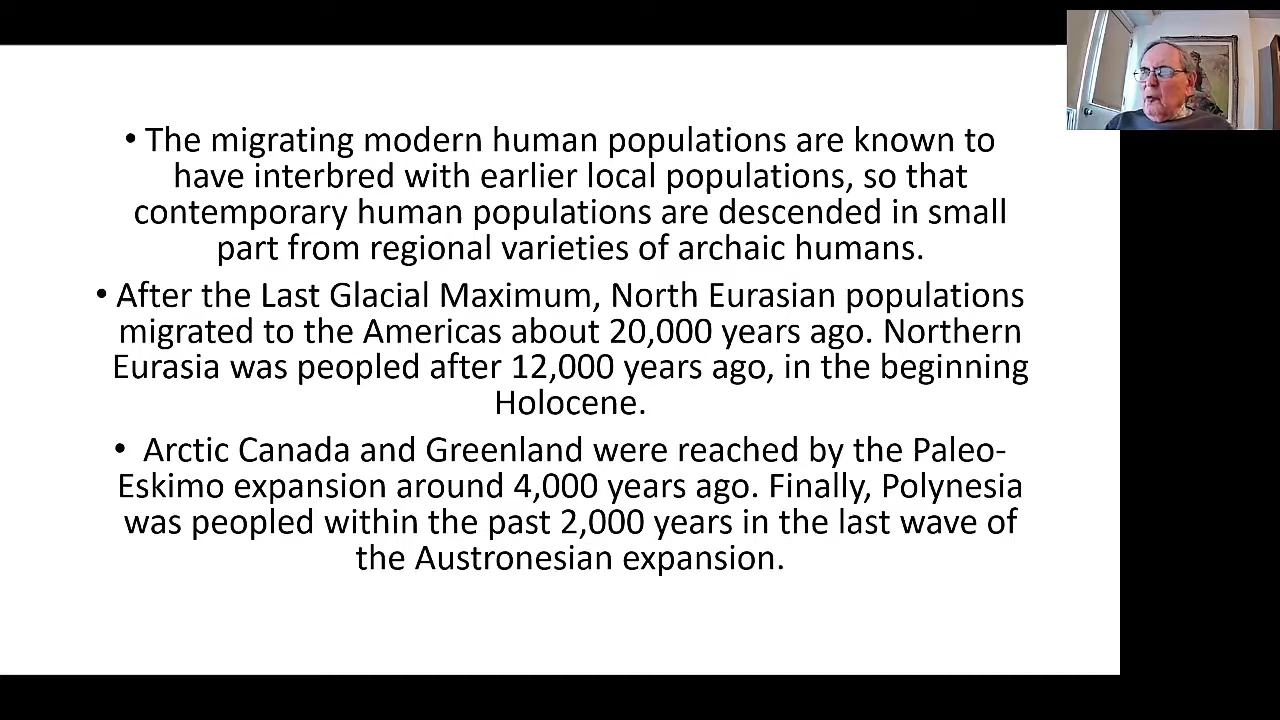 • The migrating modern human populations are known to
have interbred with earlier local populations, so that
contemporary human populations are descended in small
part from regional varieties of archaic humans.
• After the Last Glacial Maximum, North Eurasian populations
migrated to the Americas about 20,000 years ago. Northern
Eurasia was peopled after 12,000 years ago, in the beginning
Holocene.
• Arctic Canada and Greenland were reached by the Paleo-
Eskimo expansion around 4,000 years ago. Finally, Polynesia
was peopled within the past 2,000 years in the last wave of
the Austronesian expansion.